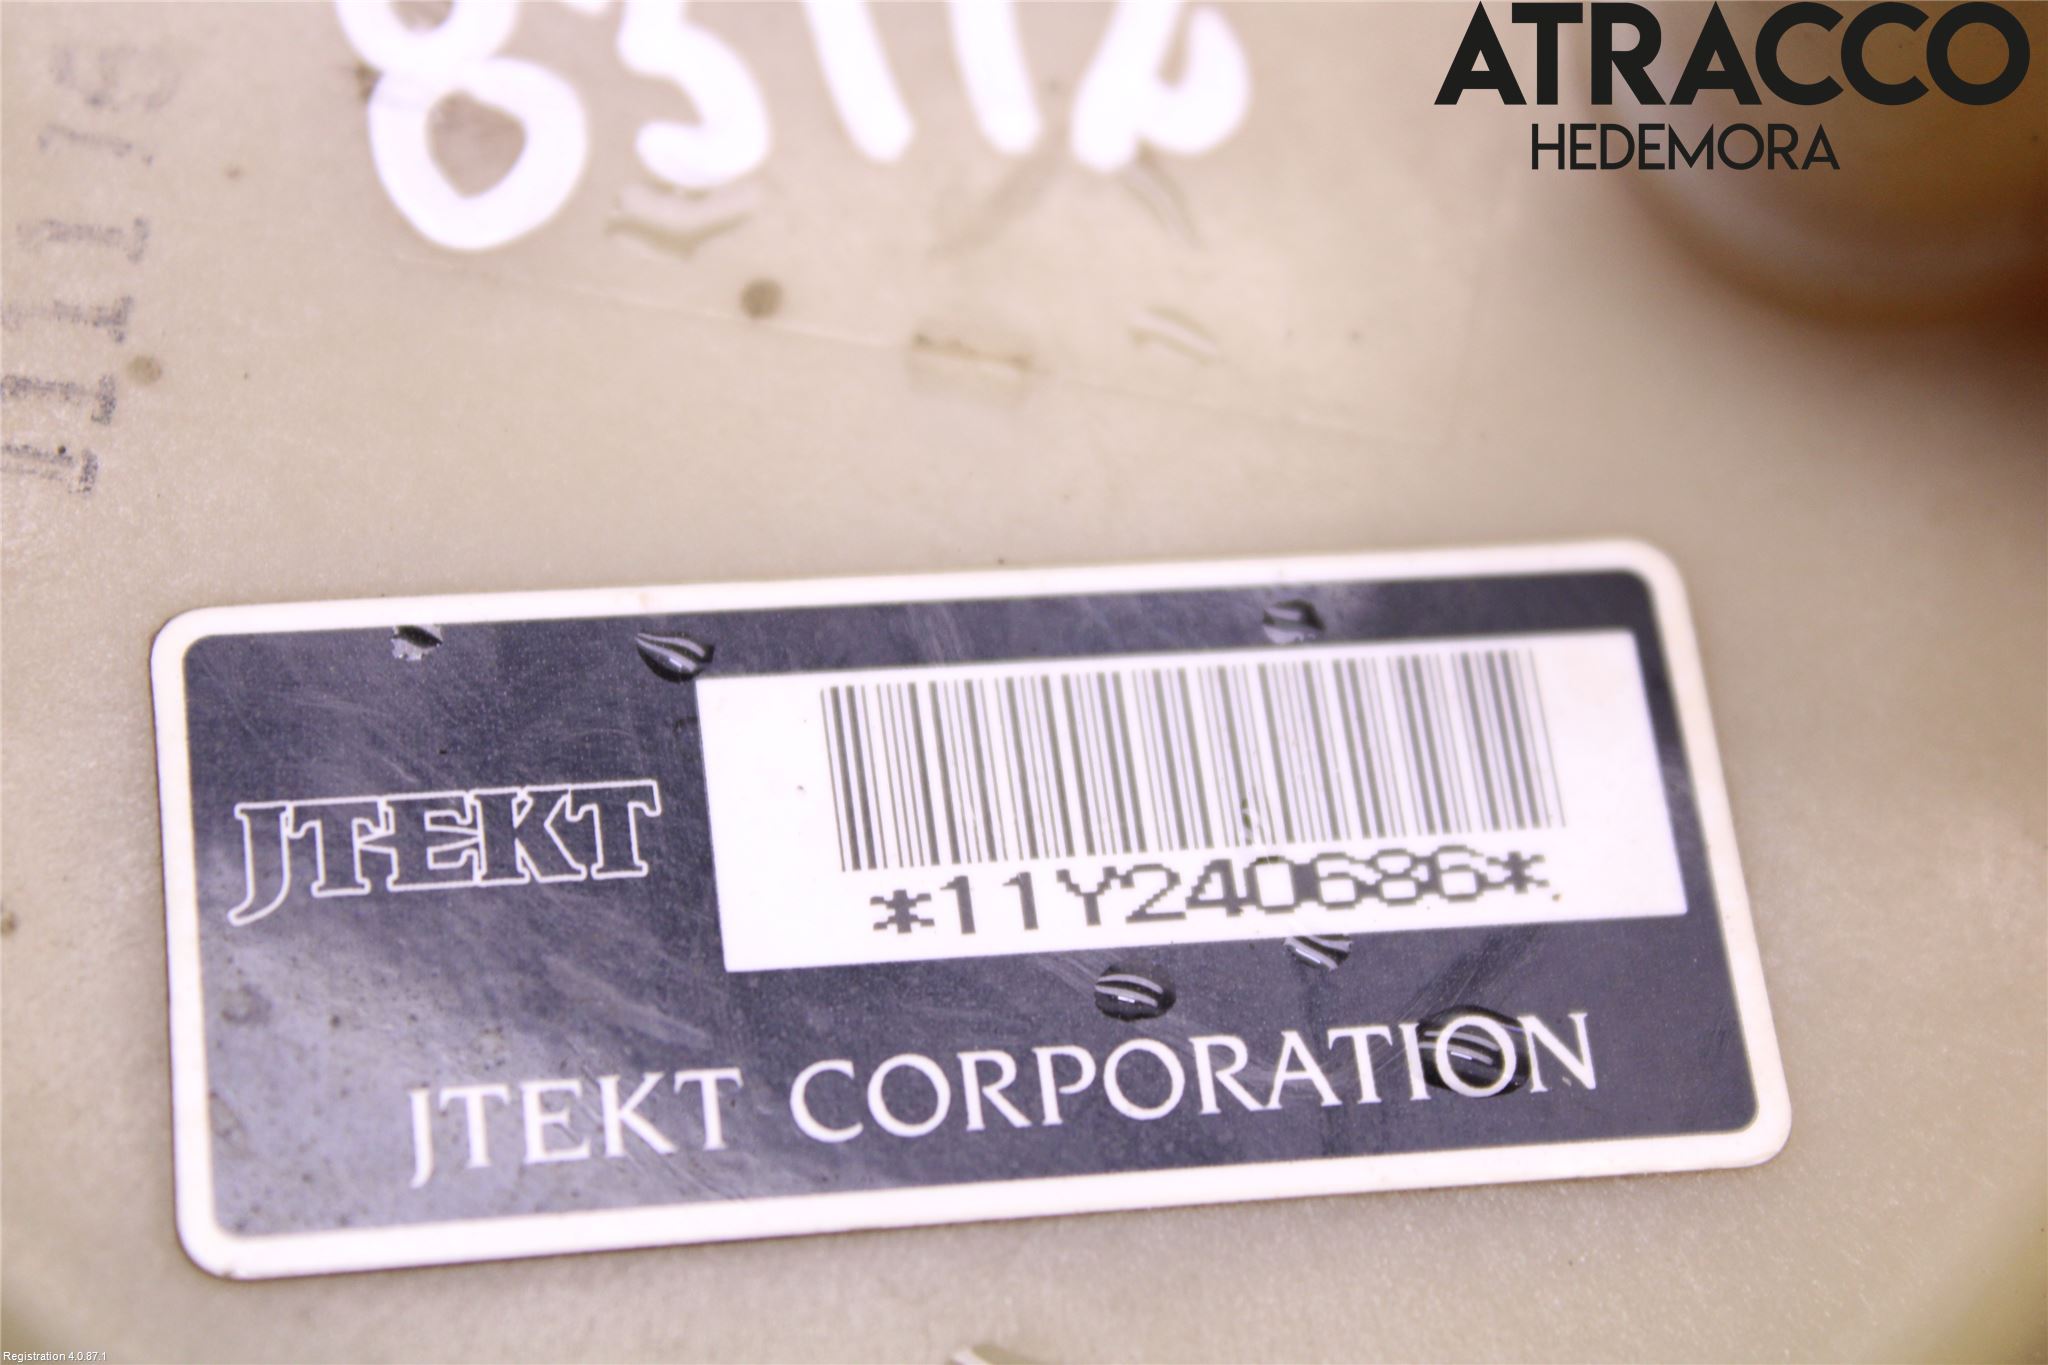 ATRACCO
HEDEMORA
JTEKT
*11Y240686*
JTEKT CORPORATION
Registration 4.0.87.1